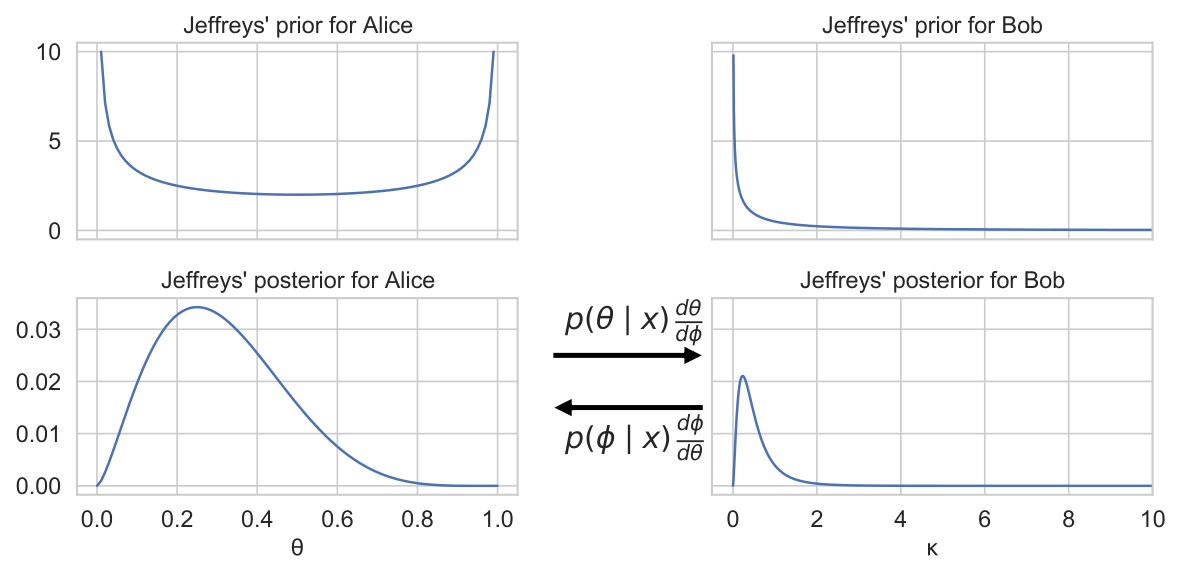 Jeffreys' prior for Alice
Jeffreys' prior for Bob
10
5
0
Jeffreys' posterior for Alice
Jeffreys' posterior for Bob
0.03
0.02
0.01
0.00
p(θ | x) dθ/dϕ
p(ϕ | x) dϕ/dθ
0.0 0.2 0.4 0.6 0.8 1.0
0 2 4 6 8 10
θ
κ